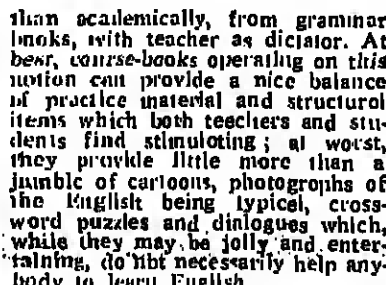 than academically, from grammar
books, with teacher as dictator. At
best, course-books operating on this
notion can provide a nice balance
of practice material and structural
items which both teachers and stu-
dents find stimulating; at worst,
they provide little more than a
jumble of cartoons, photographs of
the English being typical, cross-
word puzzles and dialogues which,
while they may be jolly and enter-
taining, do not necessarily help any-
body to learn English.